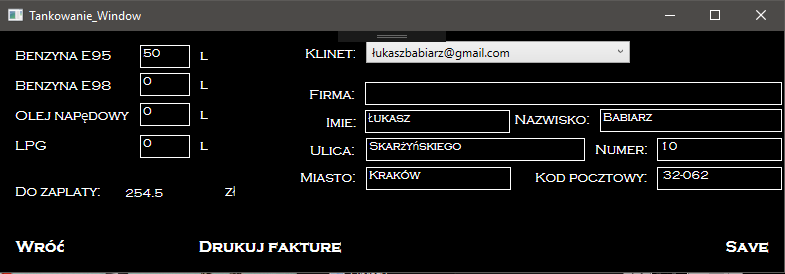 Tankowanie_Window
Benzyna E95 50 L
Klinet: łukaszbabiarz@gmail.com
Benzyna E98 0 L
Firma:
Olej napędowy 0 L
Imie: Łukasz Nazwisko: Babiarz
LPG 0 L
Ulica: Skarżyńskiego Numer: 10
Miasto: Kraków Kod pocztowy: 32-062
Do zaplaty: 254.5 zł
Wróć Drukuj fakture Save